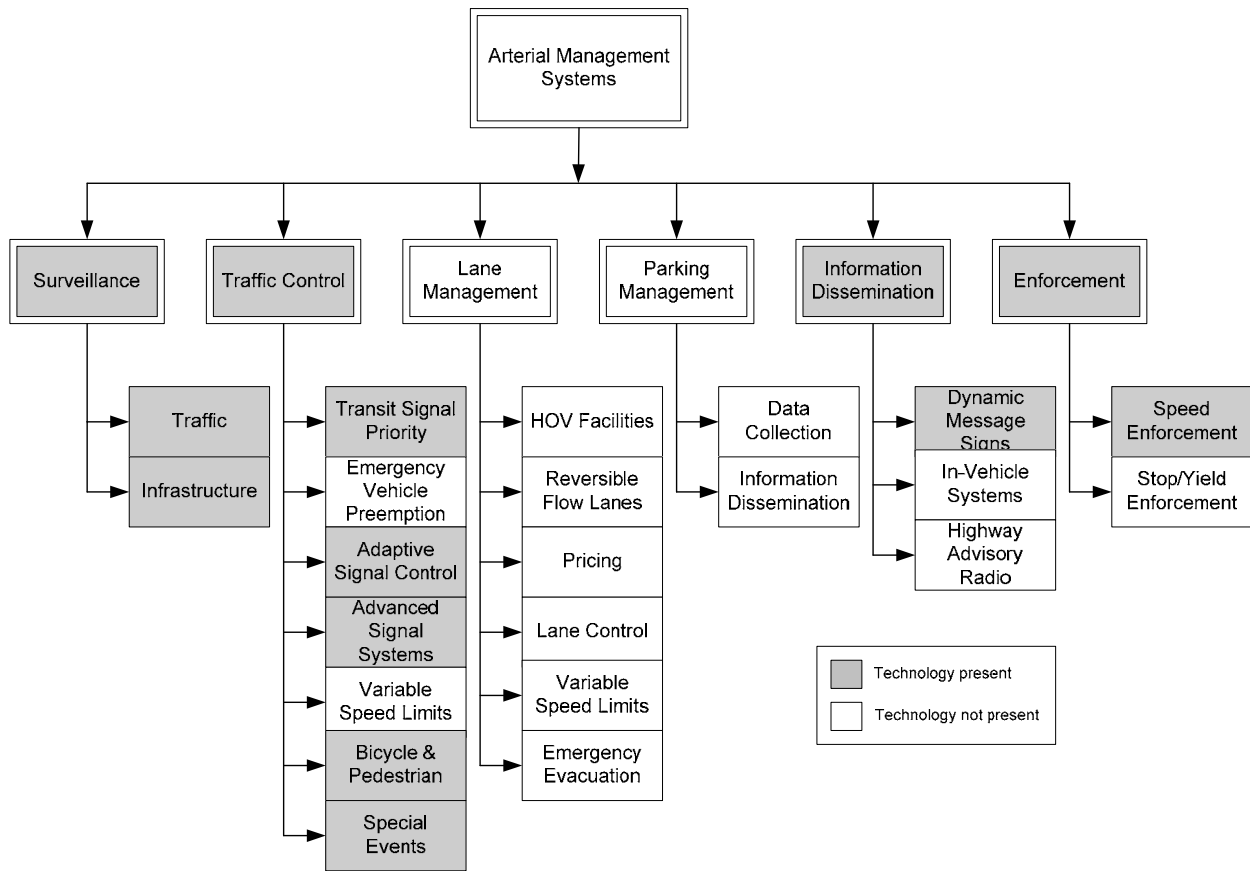 Arterial Management
Systems
Surveillance
Traffic Control
Lane
Management
Parking
Management
Information
Dissemination
Enforcement
Traffic
Infrastructure
Transit Signal
Priority
Emergency
Vehicle
Preemption
Adaptive
Signal Control
Advanced
Signal
Systems
Variable
Speed Limits
Bicycle &
Pedestrian
Special
Events
HOV Facilities
Reversible
Flow Lanes
Pricing
Lane Control
Variable
Speed Limits
Emergency
Evacuation
Data
Collection
Information
Dissemination
Dynamic
Message
Signs
In-Vehicle
Systems
Highway
Advisory
Radio
Speed
Enforcement
Stop/Yield
Enforcement
Technology present
Technology not present